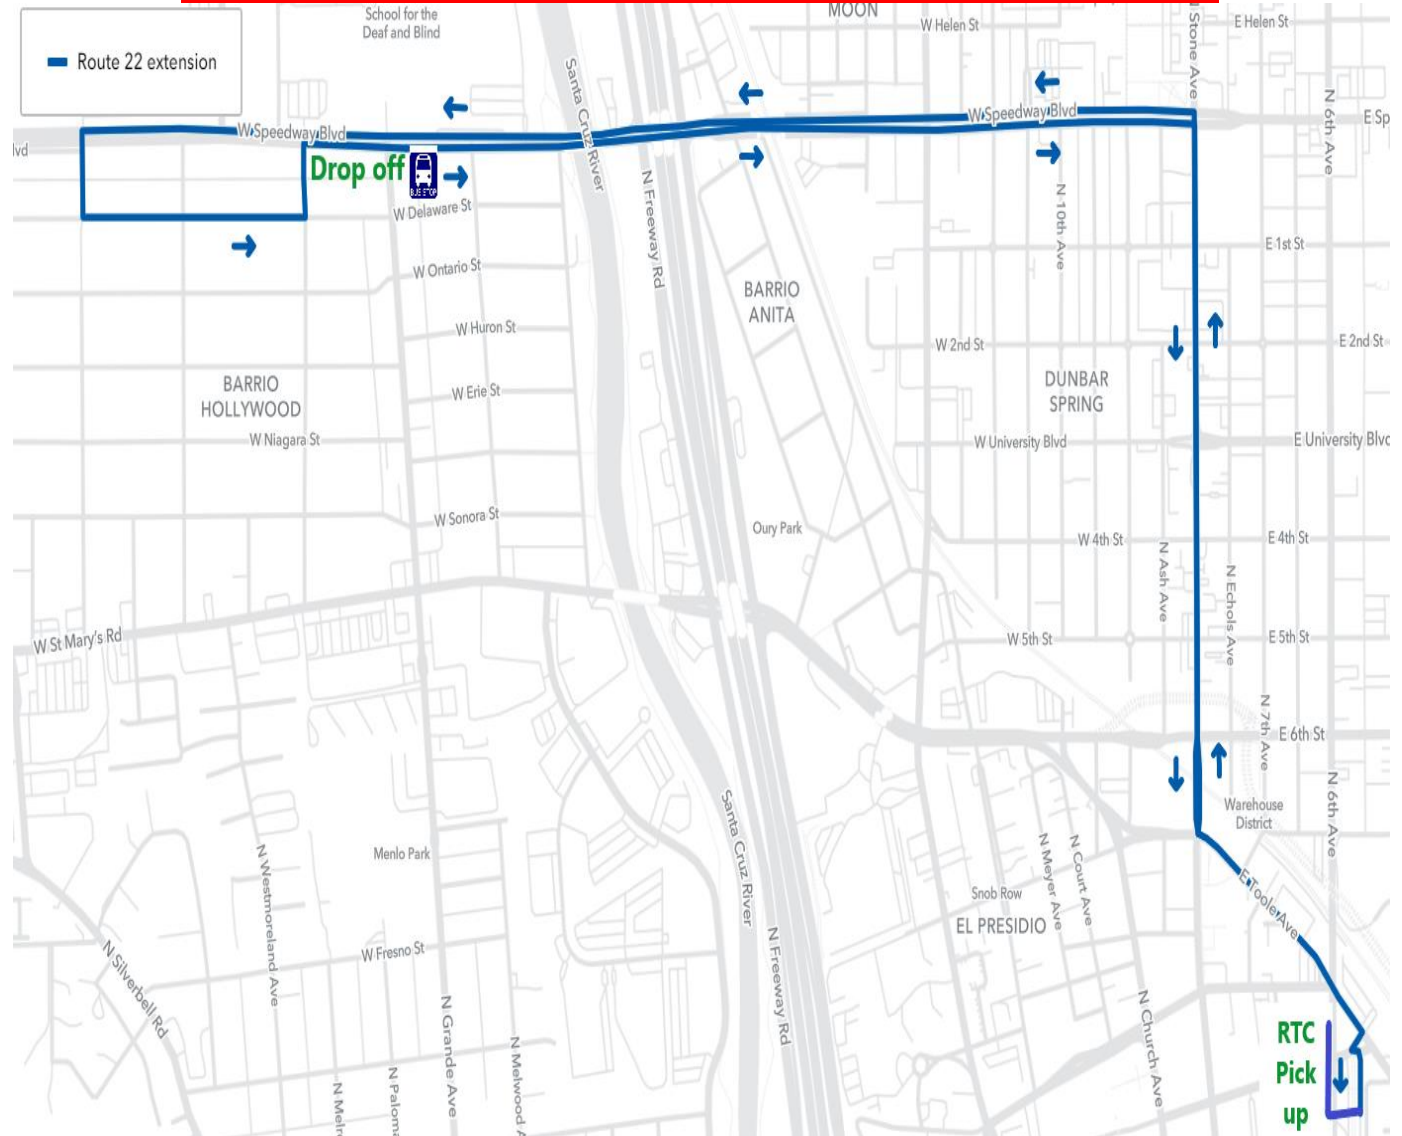 MOON
School for the
Deaf and Blind
W Helen St
N Stone Ave
E Helen St
Route 22 extension
Santa Cruz River
W Speedway Blvd
N 6th Ave
E Sp
W Speedway Blvd
lvd
Drop off
BUS STOP
N Freeway Rd
N 10th Ave
W Delaware St
E 1st St
W Ontario St
BARRIO
ANITA
W Huron St
W 2nd St
E 2nd St
BARRIO
HOLLYWOOD
DUNBAR
SPRING
W Erie St
W Niagara St
W University Blvd
E University Blvd
W Sonora St
Oury Park
W 4th St
E 4th St
N Ash Ave
N Echols Ave
W St Mary's Rd
W 5th St
E 5th St
N 7th Ave
E 6th St
N 6th Ave
Santa Cruz River
Warehouse
District
N Westmoreland Ave
Menlo Park
N Meyer Ave
N Court Ave
E Toole Ave
Snob Row
EL PRESIDIO
W Fresno St
N Silverbell Rd
N Freeway Rd
N Grande Ave
N Church Ave
N Melwood A
N Paloma
N Melr
RTC
Pick
up